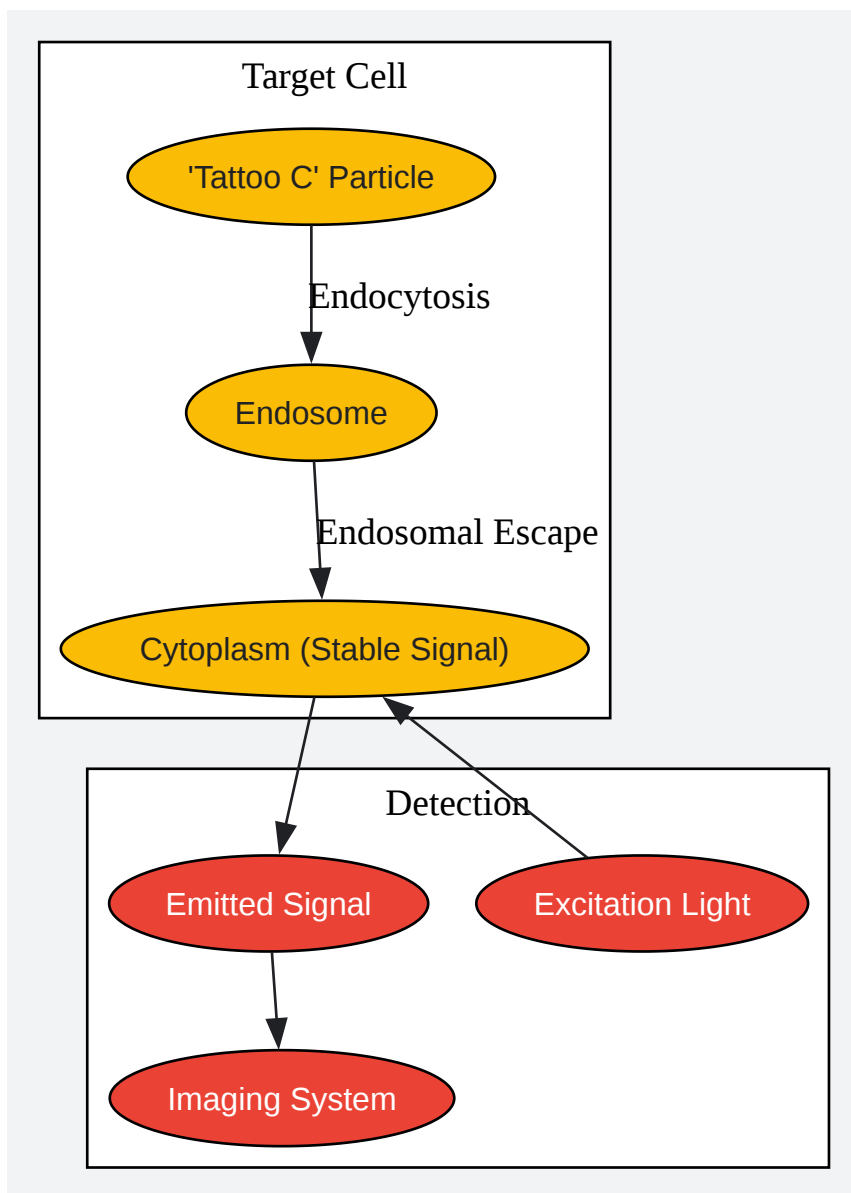 Target Cell
'Tattoo C' Particle
Endocytosis
Endosome
Endosomal Escape
Cytoplasm (Stable Signal)
Detection
Emitted Signal
Excitation Light
Imaging System